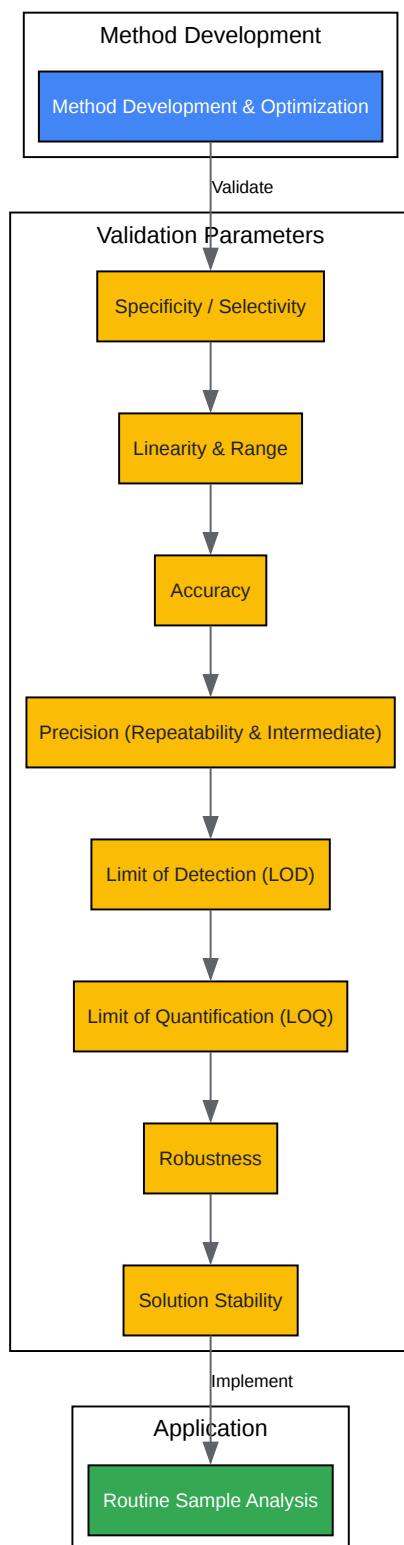 Method Development
Method Development & Optimization
Validate
Validation Parameters
Specificity / Selectivity
Linearity & Range
Accuracy
Precision (Repeatability & Intermediate)
Limit of Detection (LOD)
Limit of Quantification (LOQ)
Robustness
Solution Stability
Implement
Application
Routine Sample Analysis